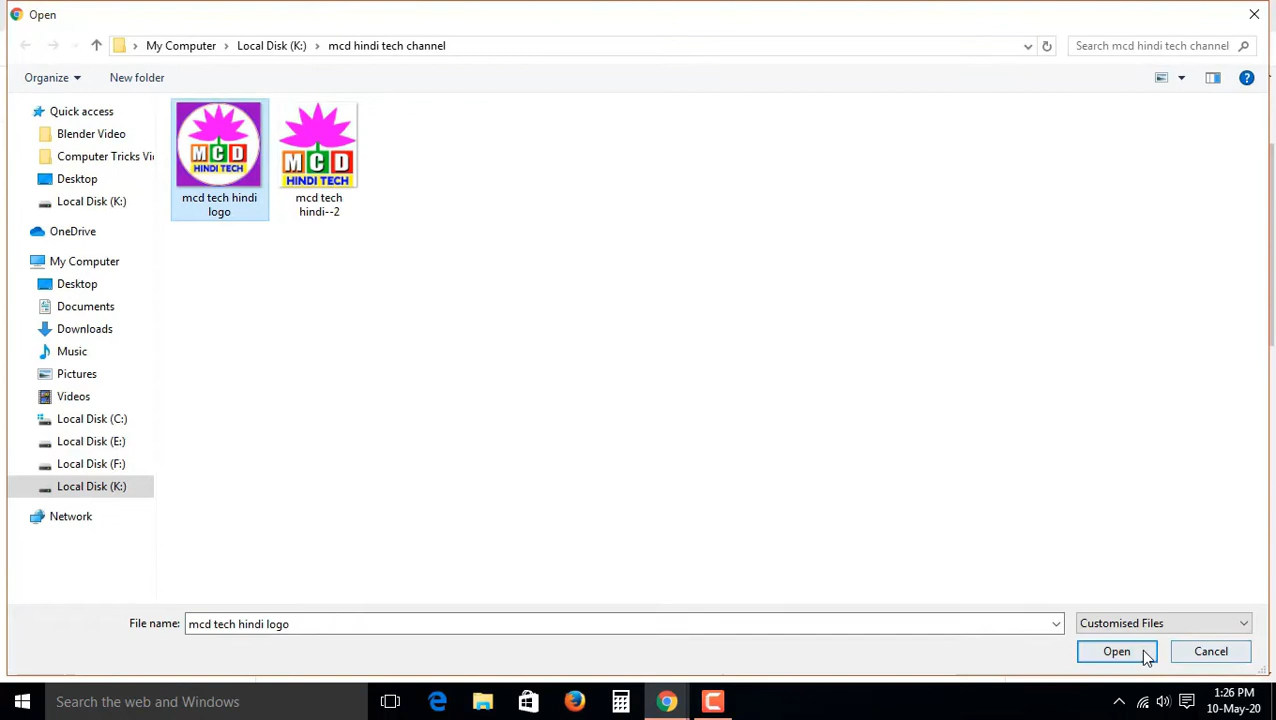 Open
My Computer
Local Disk (K:)
mcd hindi tech channel
Search mcd hindi tech channel
Organize
New folder
Quick access
Blender Video
Computer Tricks Vi
Desktop
Local Disk (K:)
OneDrive
My Computer
Desktop
Documents
Downloads
Music
Pictures
Videos
Local Disk (C:)
Local Disk (E:)
Local Disk (F:)
Local Disk (K:)
Network
MCD
HINDI TECH
mcd tech hindi
logo
MCD
HINDI TECH
mcd tech
hindi--2
File name:
mcd tech hindi logo
Customised Files
Open
Cancel
Search the web and Windows
1:26 PM
10-May-20